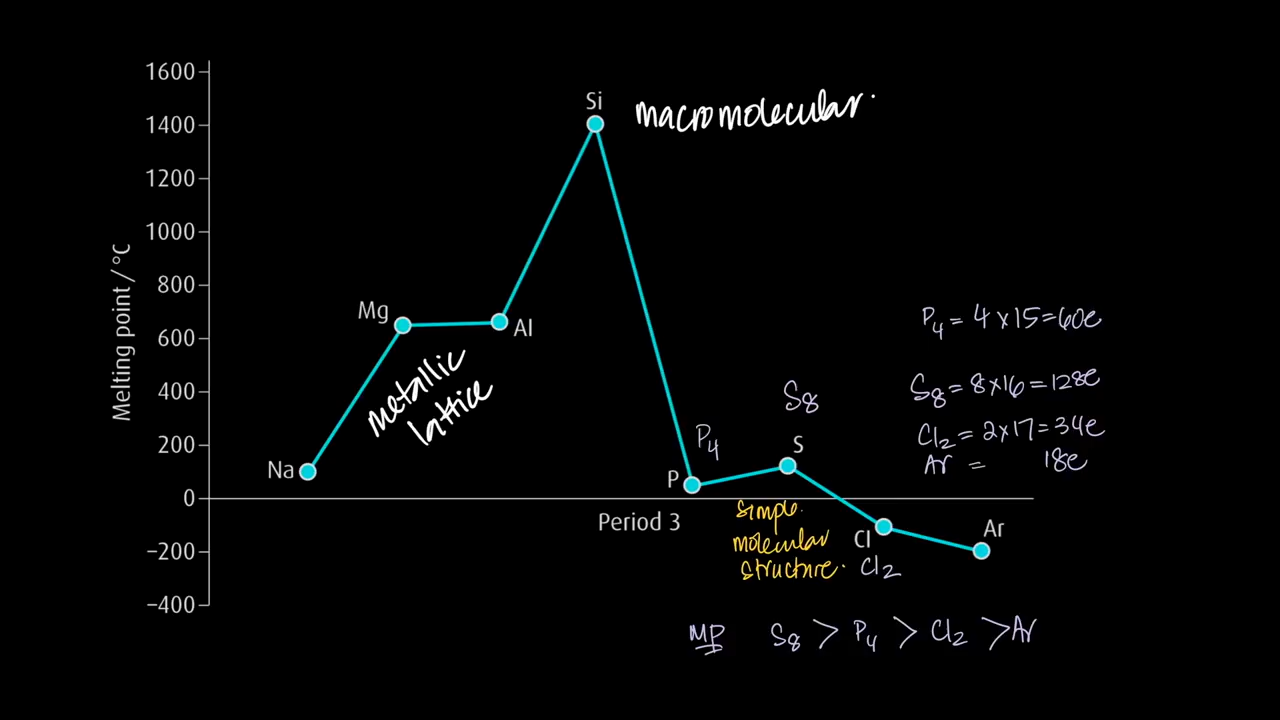 1600
Si
1400
macromolecular.
1200
1000
800
Mg
Al
600
Melting point / °C
metallic
lattice
400
P₄ = 4 x 15 = 60e
S₈ = 8 x 16 = 128e
Cl₂ = 2 x 17 = 34e
Ar = 18e
S₈
200
P₄
S
Na
P
0
Period 3
simple.
molecular
structure.
Cl
Cl₂
Ar
−200
−400
MP S₈ > P₄ > Cl₂ > Ar